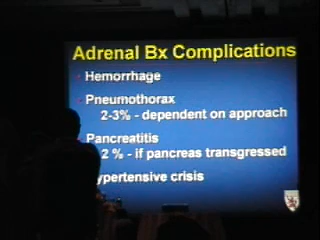 Adrenal Bx Complications
Hemorrhage
Pneumothorax
2-3% - dependent on approach
Pancreatitis
2 % - if pancreas transgressed
ypertensive crisis